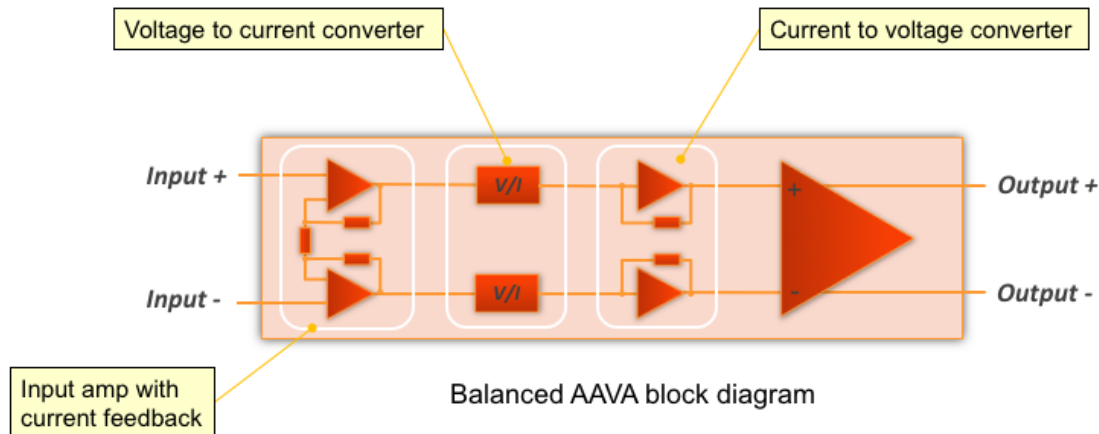 Voltage to current converter
Current to voltage converter
Input +
V/I
+
Output +
Input -
V/I
-
Output -
Input amp with
current feedback
Balanced AAVA block diagram